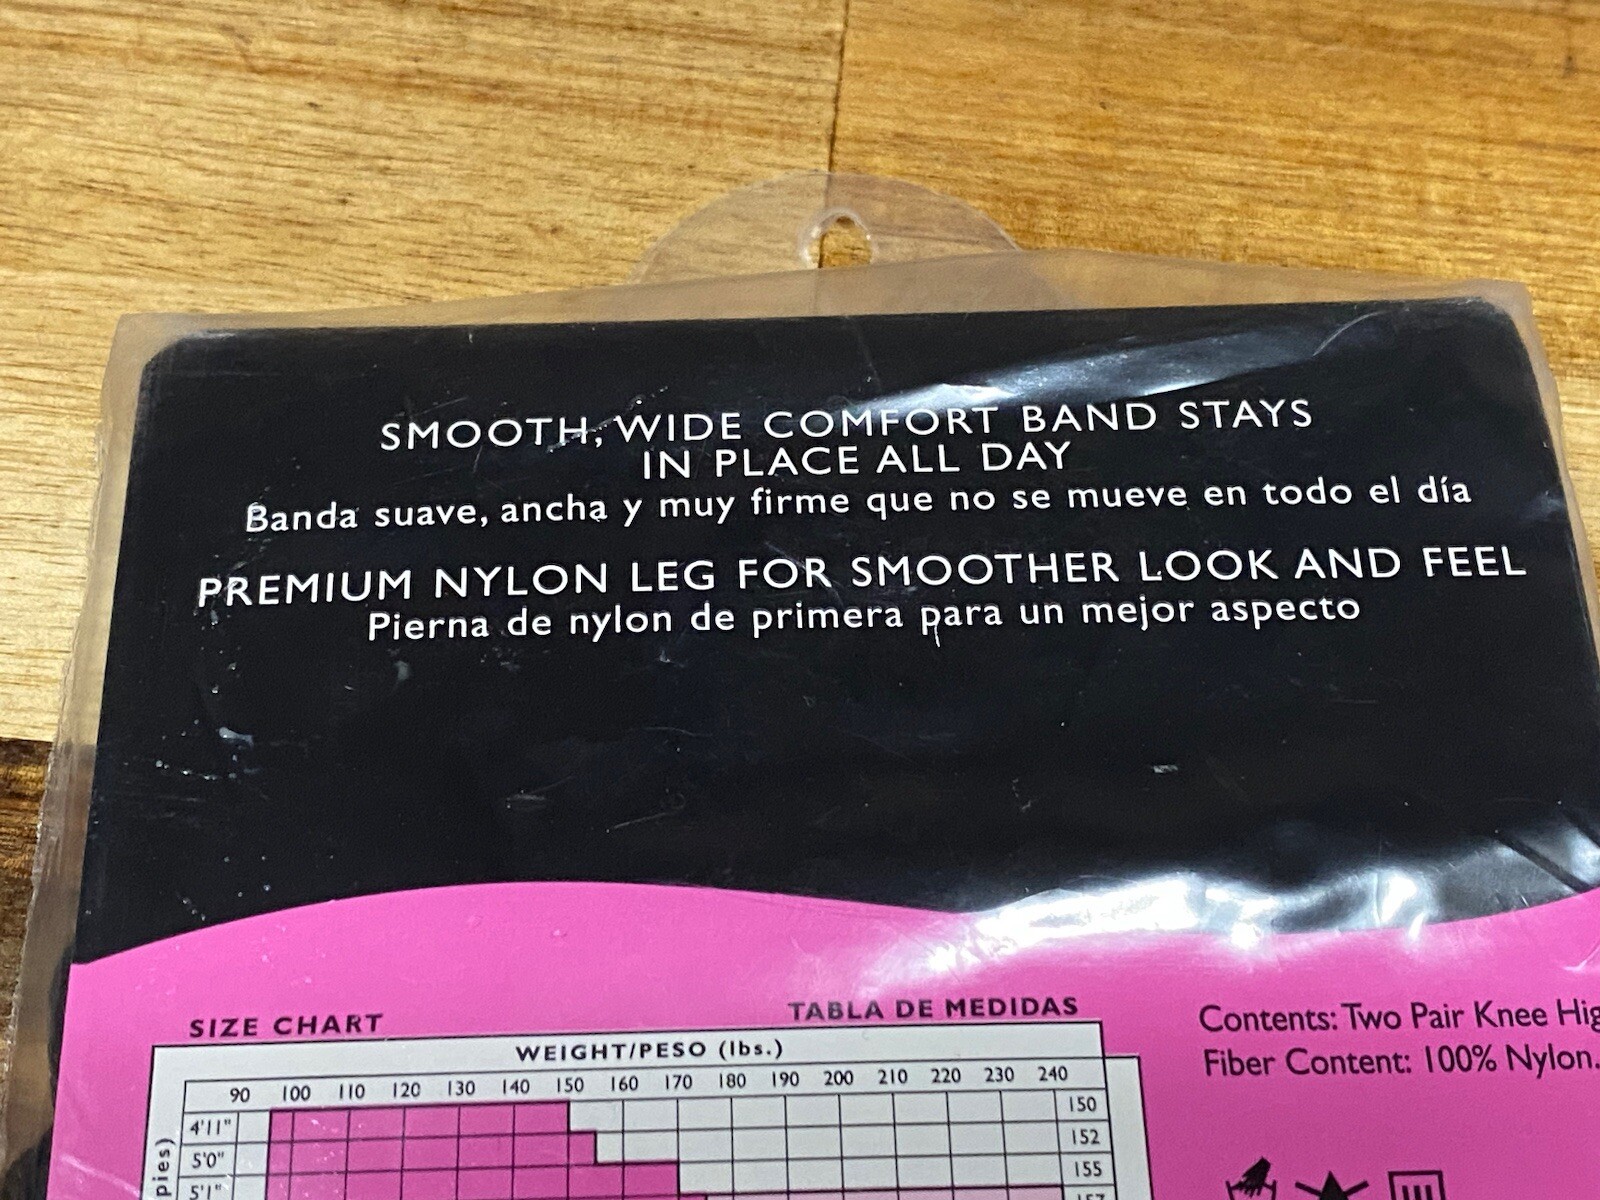 SMOOTH, WIDE COMFORT BAND STAYS
IN PLACE ALL DAY
Banda suave, ancha y muy firme que no se mueve en todo el día
PREMIUM NYLON LEG FOR SMOOTHER LOOK AND FEEL
Pierna de nylon de primera para un mejor aspecto
SIZE CHART
TABLA DE MEDIDAS
WEIGHT/PESO (lbs.)
90 100 110 120 130 140 150 160 170 180 190 200 210 220 230 240
4'11" 150
5'0" 152
5'1" 155
pies)
Contents: Two Pair Knee
Fiber Content: 100% Nylon.